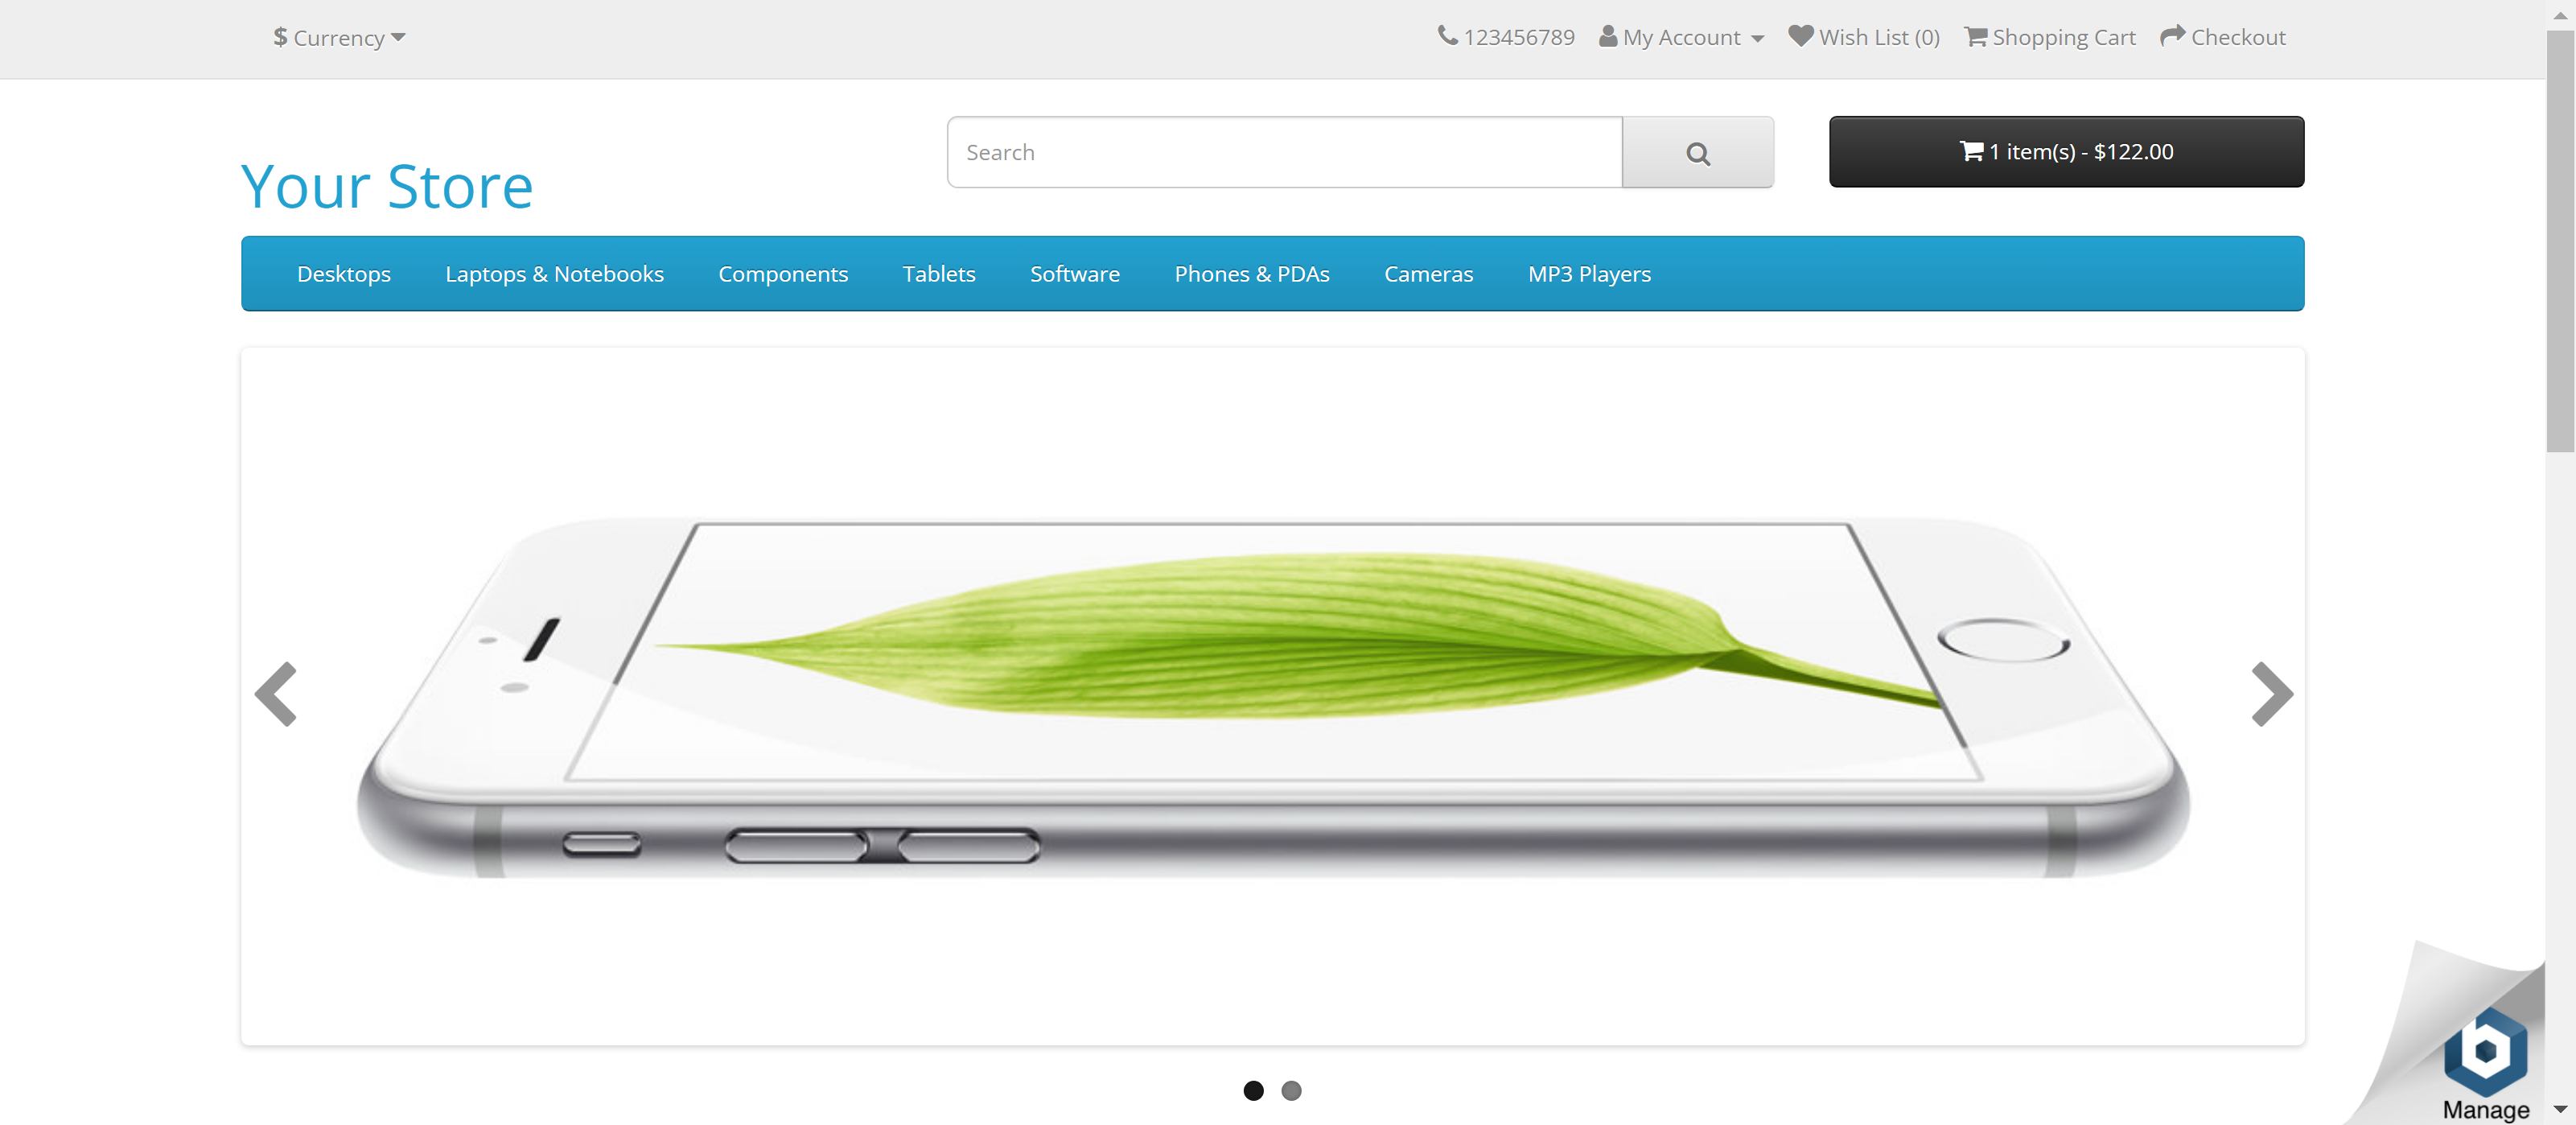 $ Currency
123456789 My Account Wish List (0) Shopping Cart Checkout
Your Store
Search
1 item(s) - $122.00
Desktops Laptops & Notebooks Components Tablets Software Phones & PDAs Cameras MP3 Players
b
Manage